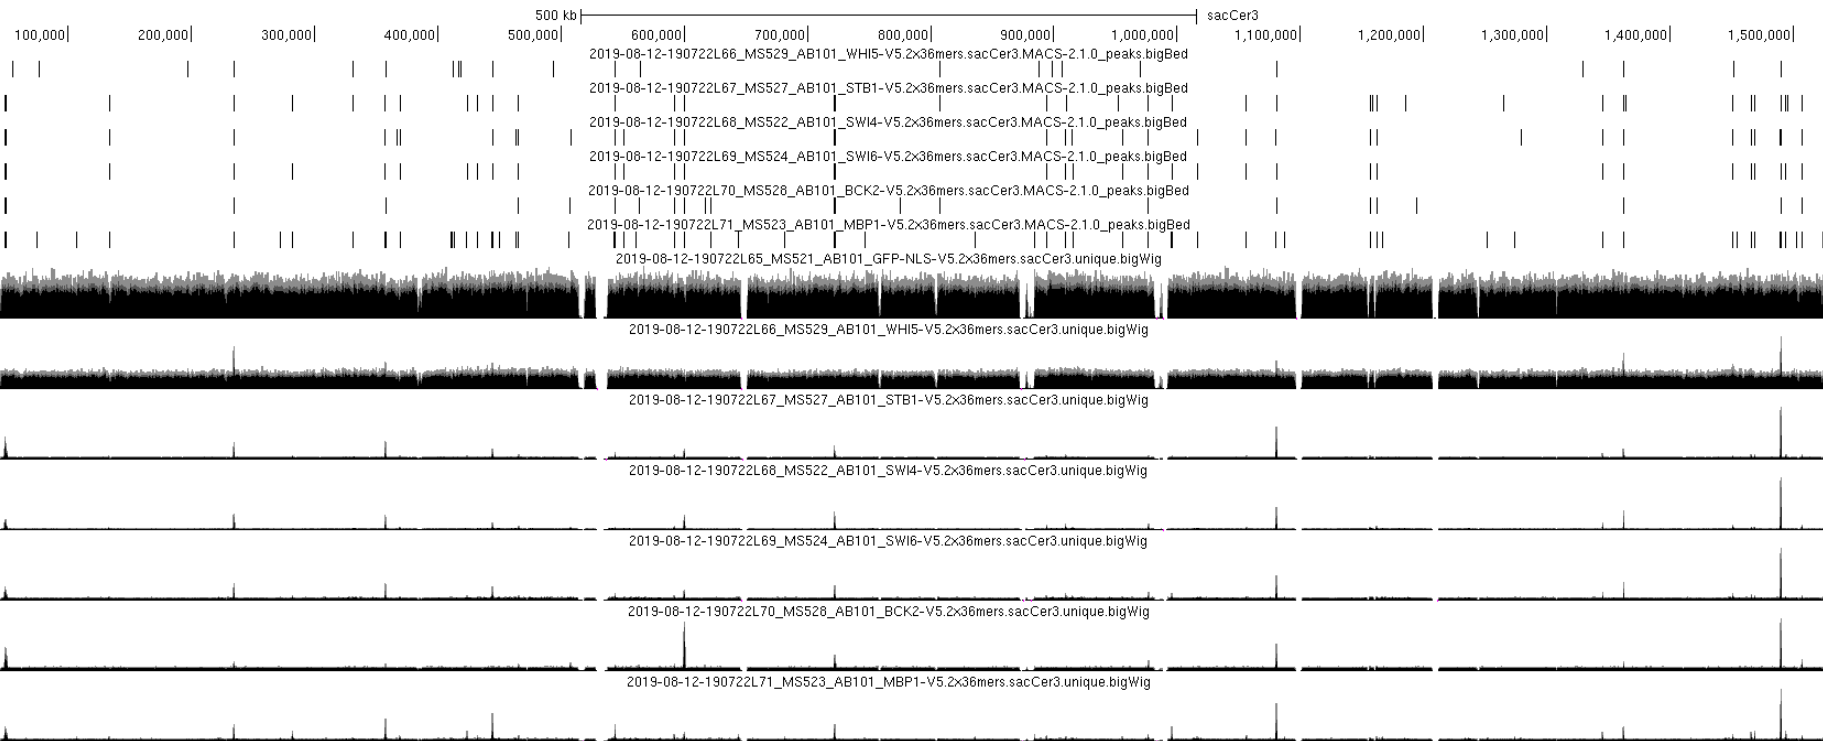 500 kb sacCer3
100,000 200,000 300,000 400,000 500,000 600,000 700,000 800,000 900,000 1,000,000 1,100,000 1,200,000 1,300,000 1,400,000 1,500,000
2019-08-12-190722L66_MS529_AB101_WHI5-V5.2x36mers.sacCer3.MACS-2.1.0_peaks.bigBed
2019-08-12-190722L67_MS527_AB101_STB1-V5.2x36mers.sacCer3.MACS-2.1.0_peaks.bigBed
2019-08-12-190722L68_MS522_AB101_SWI4-V5.2x36mers.sacCer3.MACS-2.1.0_peaks.bigBed
2019-08-12-190722L69_MS524_AB101_SWI6-V5.2x36mers.sacCer3.MACS-2.1.0_peaks.bigBed
2019-08-12-190722L70_MS528_AB101_BCK2-V5.2x36mers.sacCer3.MACS-2.1.0_peaks.bigBed
2019-08-12-190722L71_MS523_AB101_MBP1-V5.2x36mers.sacCer3.MACS-2.1.0_peaks.bigBed
2019-08-12-190722L65_MS521_AB101_GFP-NLS-V5.2x36mers.sacCer3.unique.bigWig
2019-08-12-190722L66_MS529_AB101_WHI5-V5.2x36mers.sacCer3.unique.bigWig
2019-08-12-190722L67_MS527_AB101_STB1-V5.2x36mers.sacCer3.unique.bigWig
2019-08-12-190722L68_MS522_AB101_SWI4-V5.2x36mers.sacCer3.unique.bigWig
2019-08-12-190722L69_MS524_AB101_SWI6-V5.2x36mers.sacCer3.unique.bigWig
2019-08-12-190722L70_MS528_AB101_BCK2-V5.2x36mers.sacCer3.unique.bigWig
2019-08-12-190722L71_MS523_AB101_MBP1-V5.2x36mers.sacCer3.unique.bigWig